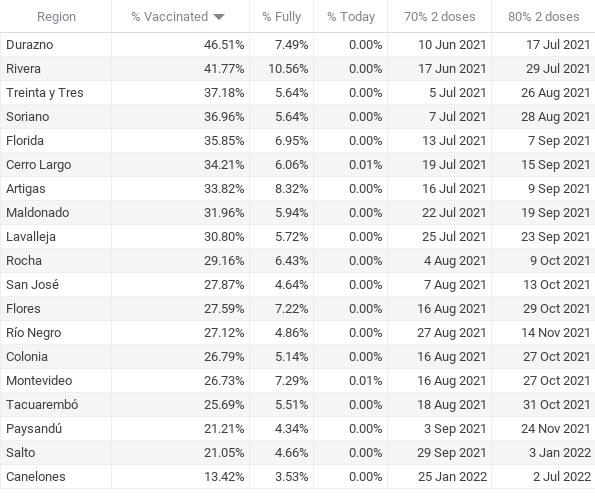 Region % Vaccinated % Fully % Today 70% 2 doses 80% 2 doses
Durazno 46.51% 7.49% 0.00% 10 Jun 2021 17 Jul 2021
Rivera 41.77% 10.56% 0.00% 17 Jun 2021 29 Jul 2021
Treinta y Tres 37.18% 5.64% 0.00% 5 Jul 2021 26 Aug 2021
Soriano 36.96% 5.64% 0.00% 7 Jul 2021 28 Aug 2021
Florida 35.85% 6.95% 0.00% 13 Jul 2021 7 Sep 2021
Cerro Largo 34.21% 6.06% 0.01% 19 Jul 2021 15 Sep 2021
Artigas 33.82% 8.32% 0.00% 16 Jul 2021 9 Sep 2021
Maldonado 31.96% 5.94% 0.00% 22 Jul 2021 19 Sep 2021
Lavalleja 30.80% 5.72% 0.00% 25 Jul 2021 23 Sep 2021
Rocha 29.16% 6.43% 0.00% 4 Aug 2021 9 Oct 2021
San José 27.87% 4.64% 0.00% 7 Aug 2021 13 Oct 2021
Flores 27.59% 7.22% 0.00% 16 Aug 2021 29 Oct 2021
Río Negro 27.12% 4.86% 0.00% 27 Aug 2021 14 Nov 2021
Colonia 26.79% 5.14% 0.00% 16 Aug 2021 27 Oct 2021
Montevideo 26.73% 7.29% 0.01% 16 Aug 2021 27 Oct 2021
Tacuarembó 25.69% 5.51% 0.00% 18 Aug 2021 31 Oct 2021
Paysandú 21.21% 4.34% 0.00% 3 Sep 2021 24 Nov 2021
Salto 21.05% 4.66% 0.00% 29 Sep 2021 3 Jan 2022
Canelones 13.42% 3.53% 0.00% 25 Jan 2022 2 Jul 2022